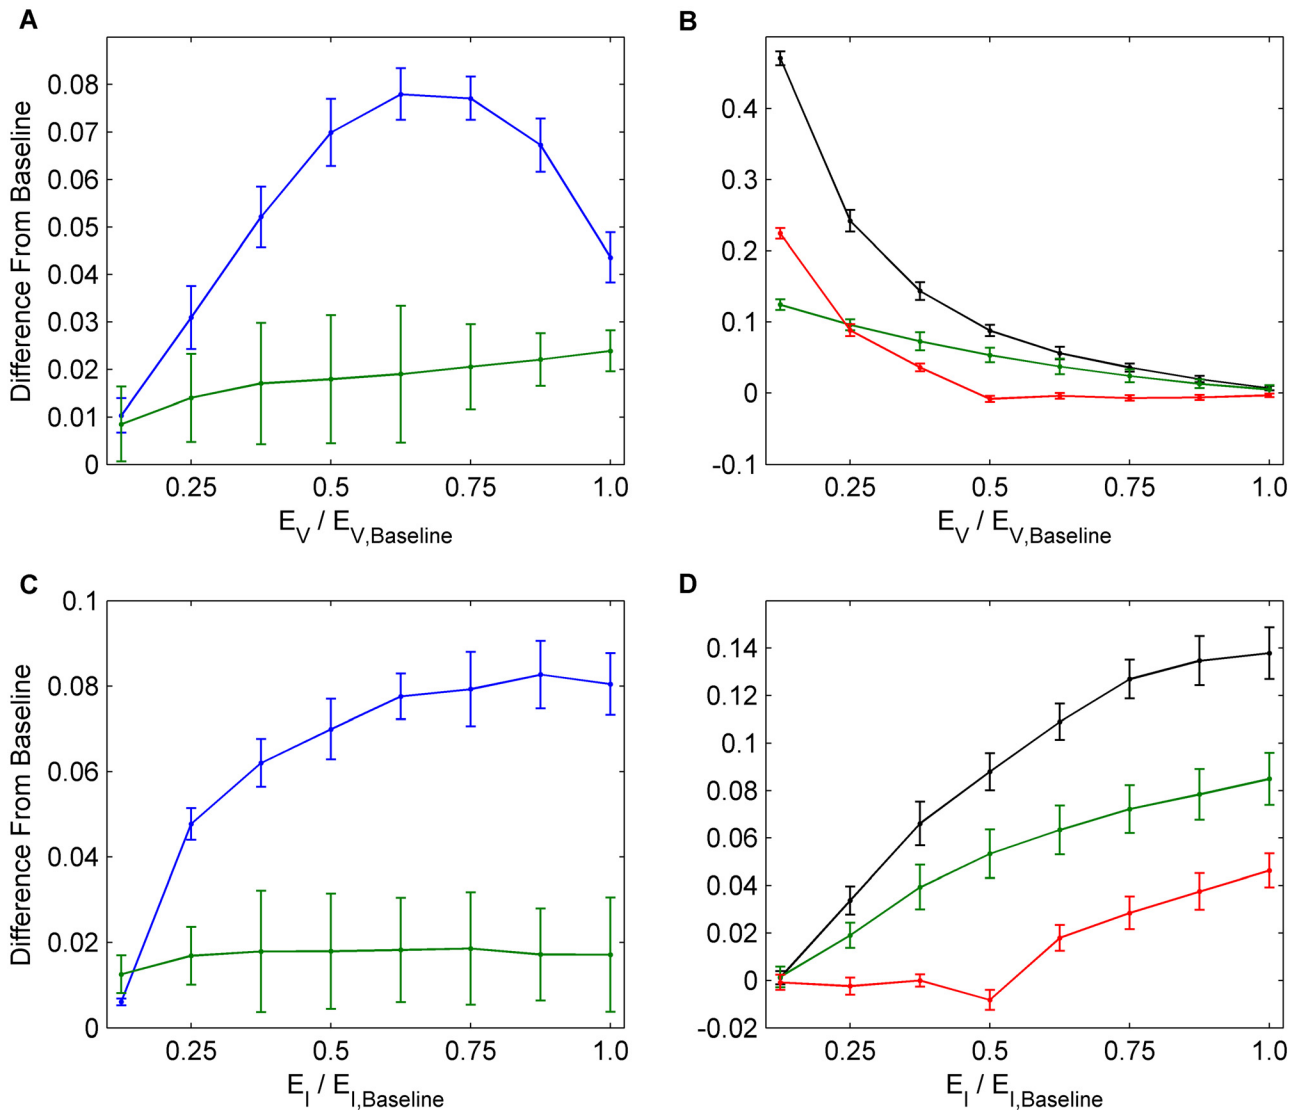 A
Difference From Baseline
0.08
0.07
0.06
0.05
0.04
0.03
0.02
0.01
0
0.25 0.5 0.75 1.0
E_V / E_V,Baseline
B
0.4
0.3
0.2
0.1
0
-0.1
0.25 0.5 0.75 1.0
E_V / E_V,Baseline
C
Difference From Baseline
0.1
0.08
0.06
0.04
0.02
0
0.25 0.5 0.75 1.0
E_I / E_I,Baseline
D
0.14
0.12
0.1
0.08
0.06
0.04
0.02
0
-0.02
0.25 0.5 0.75 1.0
E_I / E_I,Baseline